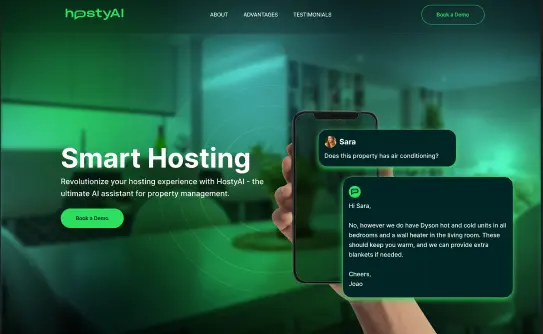 hostyAI
ABOUT ADVANTAGES TESTIMONIALS
Book a Demo
Smart Hosting
Revolutionize your hosting experience with HostyAI - the
ultimate AI assistant for property management.
Book a Demo
Sara
Does this property has air conditioning?
Hi Sara,
No, however we do have Dyson hot and cold units in all
bedrooms and a wall heater in the living room. These
should keep you warm, and we can provide extra
blankets if needed.
Cheers,
Joao